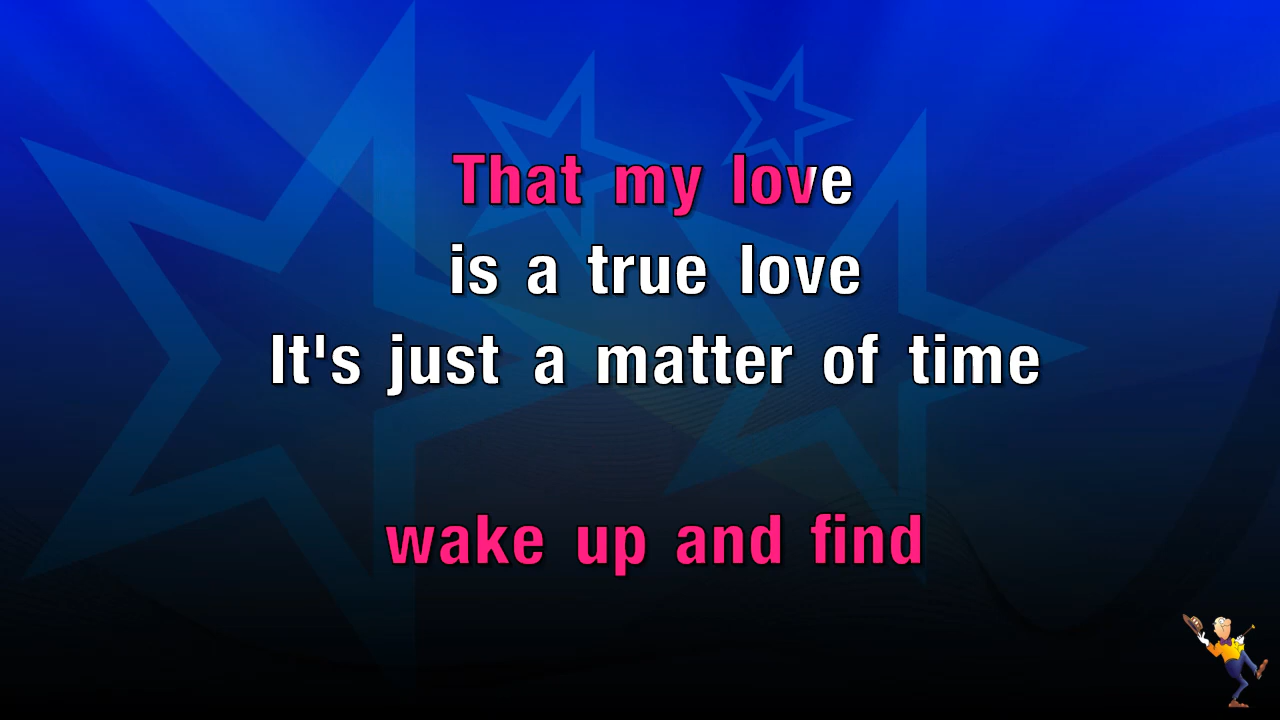 That my love
is a true love
It's just a matter of time
wake up and find